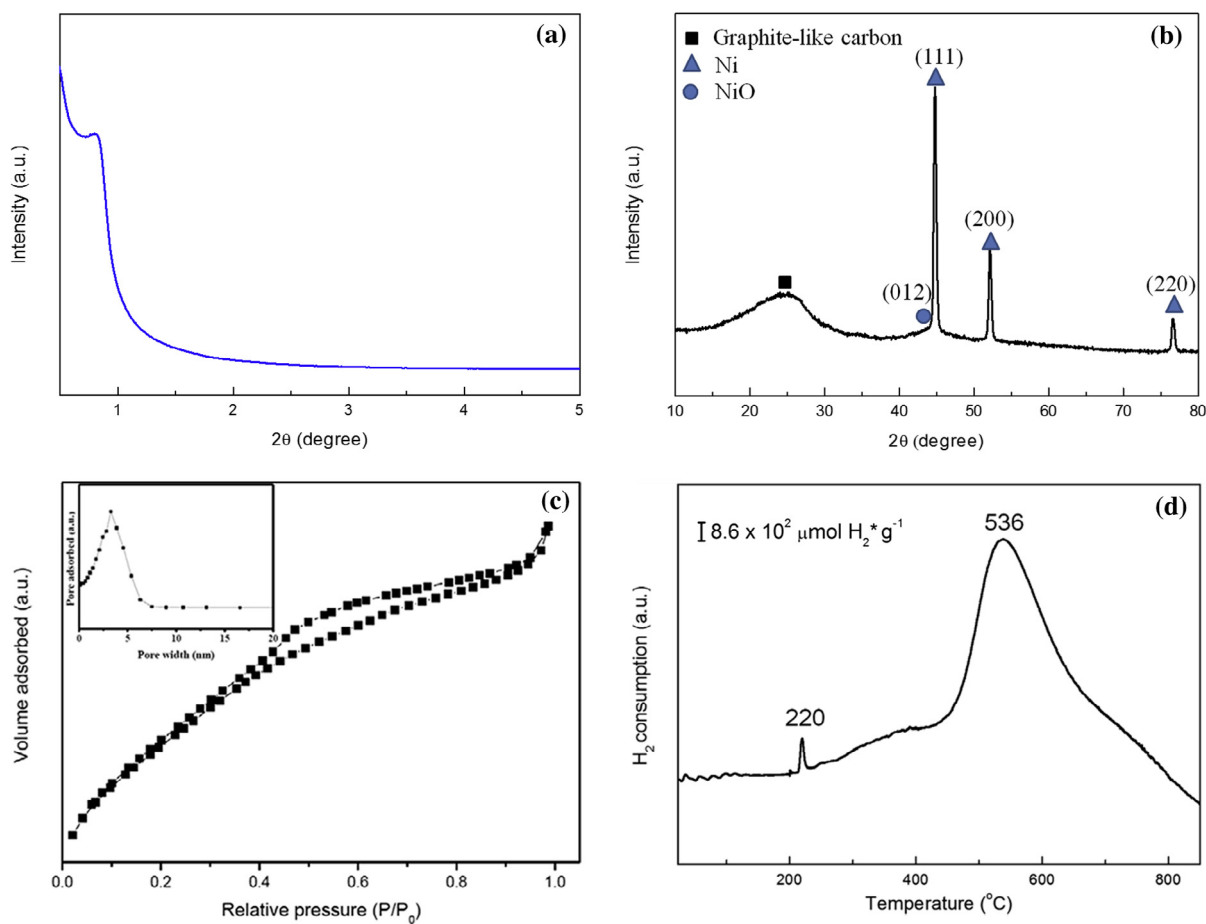 (a)
Intensity (a.u.)
1
2
3
4
5
2θ (degree)
(b)
Graphite-like carbon
Ni
NiO
(111)
(200)
(012)
(220)
Intensity (a.u.)
10
20
30
40
50
60
70
80
2θ (degree)
(c)
Pore adsorbed (a.u.)
0
5
10
15
20
Pore width (nm)
Volume adsorbed (a.u.)
0.0
0.2
0.4
0.6
0.8
1.0
Relative pressure (P/P₀)
(d)
8.6 x 10² μmol H₂* g⁻¹
536
220
H₂ consumption (a.u.)
200
400
600
800
Temperature (°C)